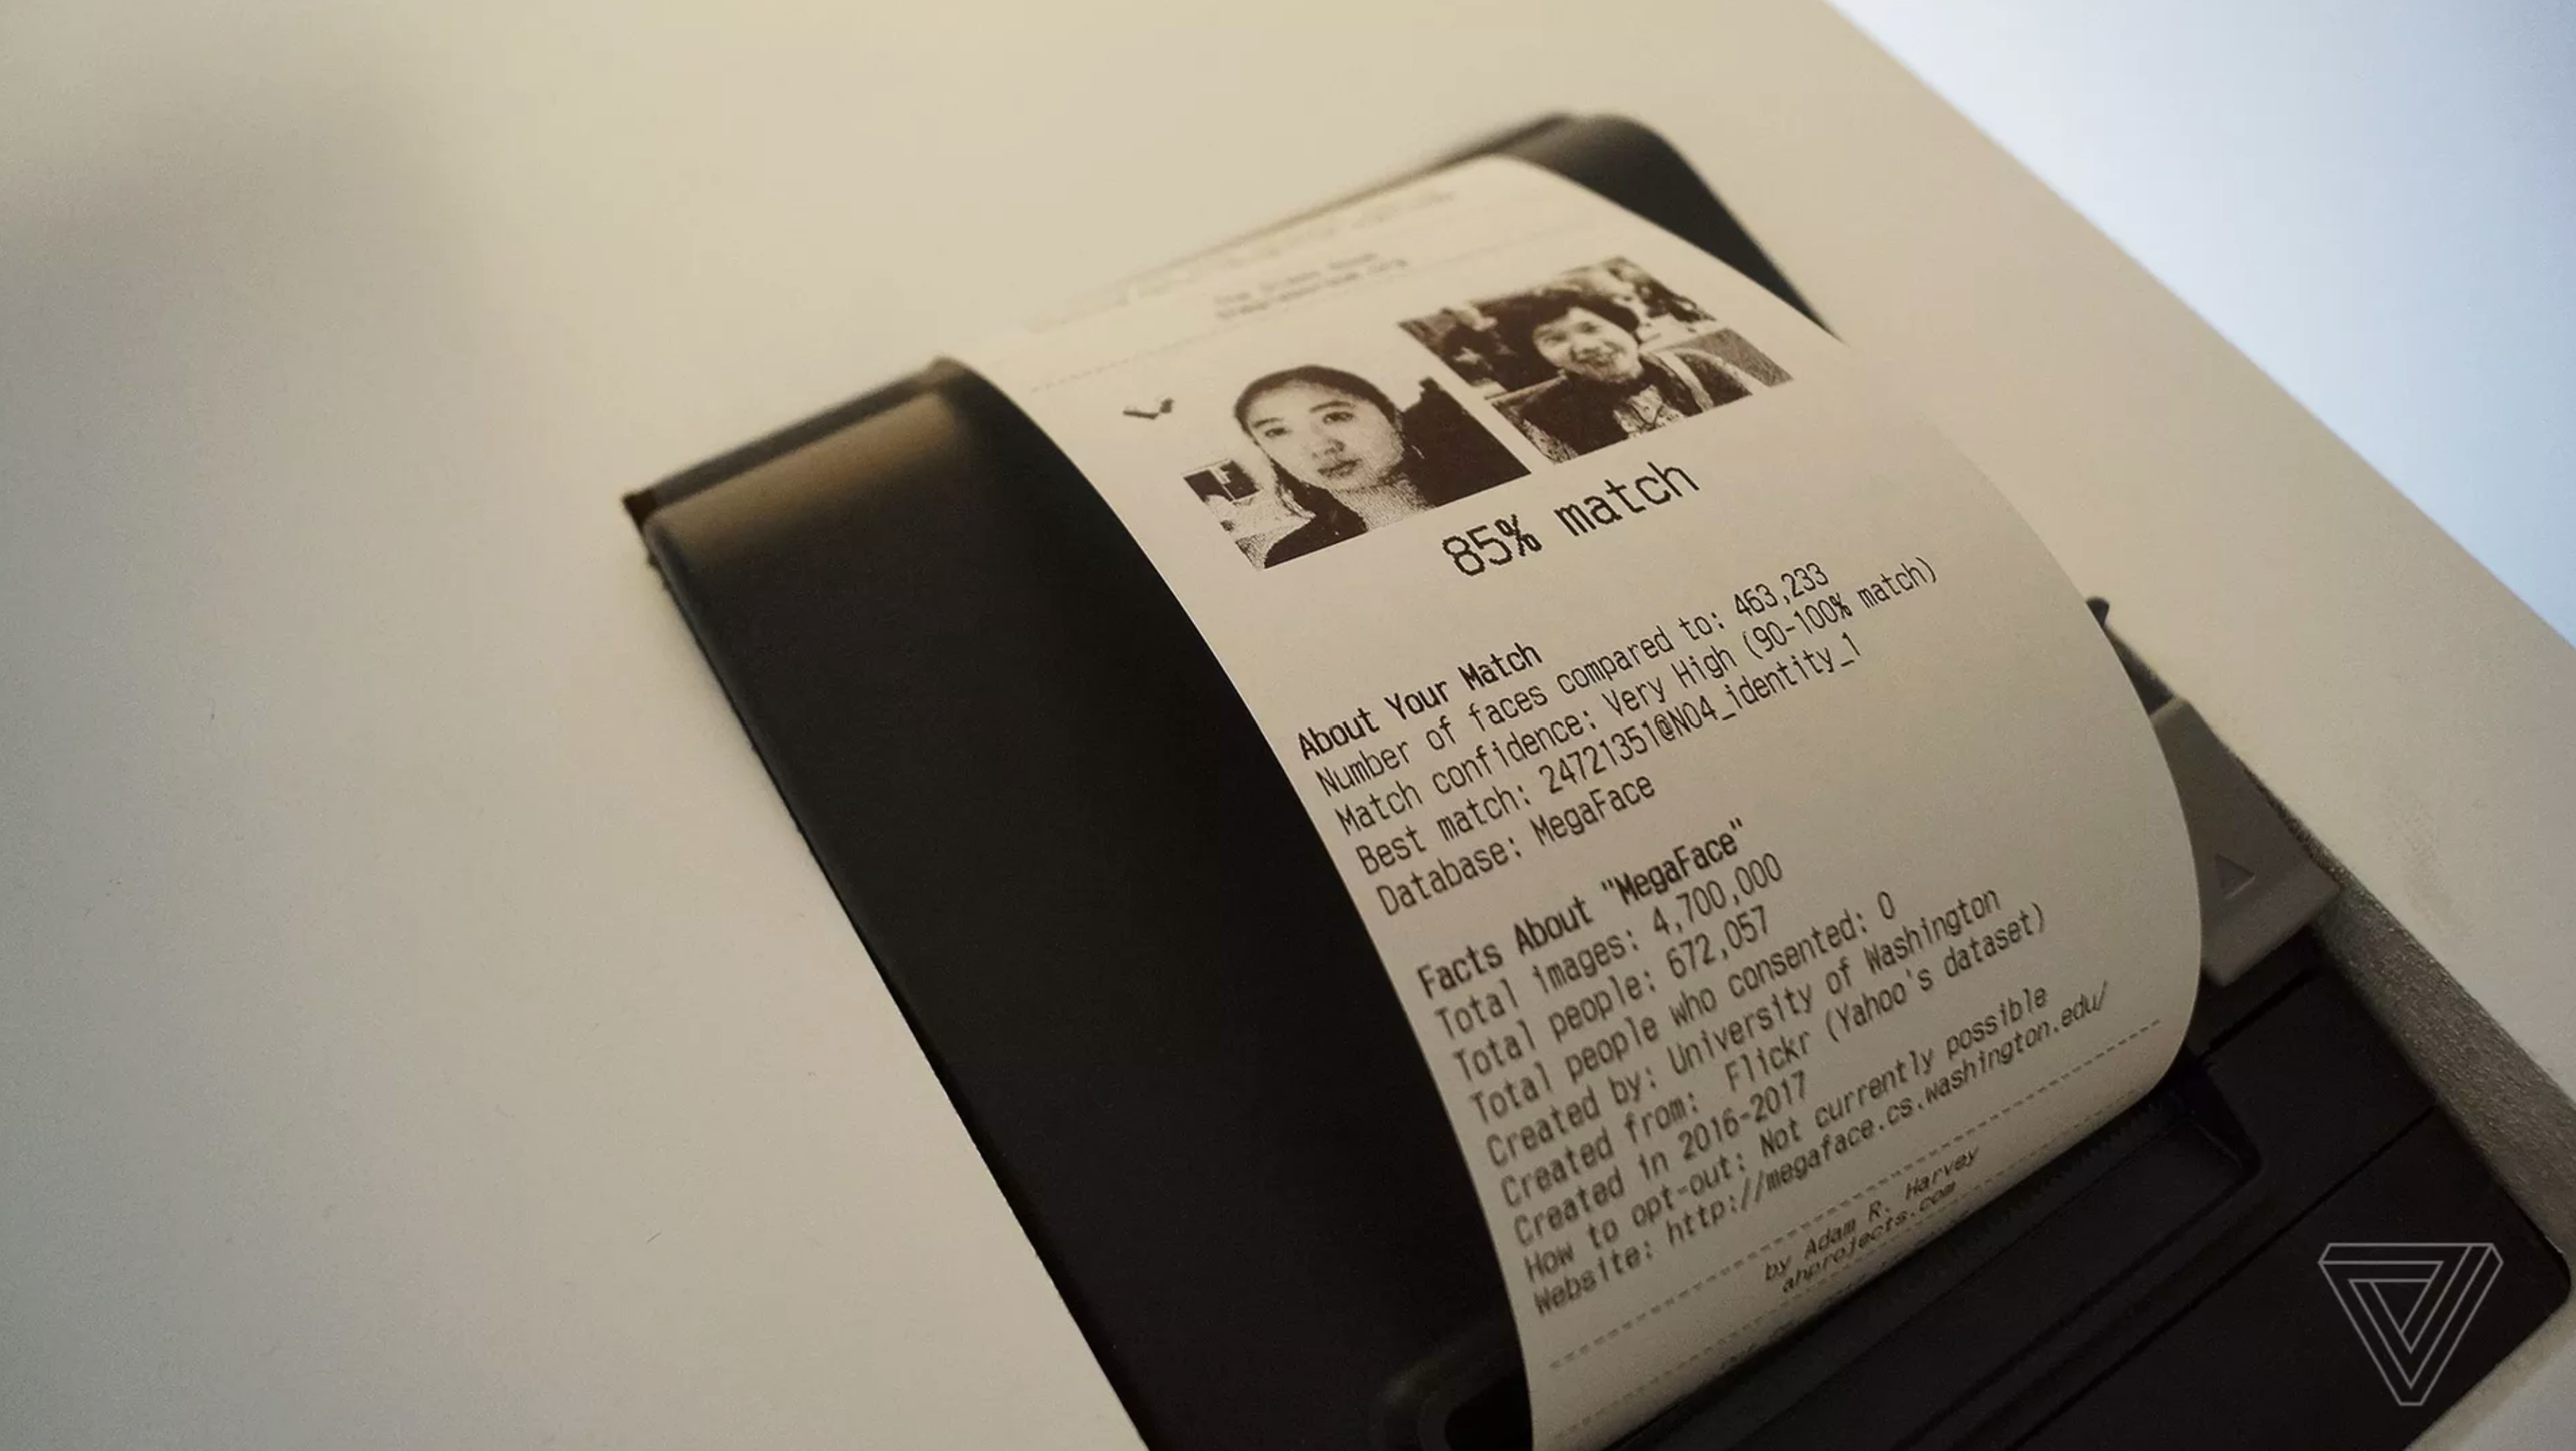 85% match
About Your Match
Number of faces compared to: 463,233
Match confidence: Very High (90-100% match)
Best match: 24721351@N04_identity_1
Database: MegaFace
Facts About "MegaFace"
Total images: 4,700,000
Total people: 672,057
Total people who consented: 0
Created by: University of Washington
Created from: Flickr (Yahoo's dataset)
Created in 2016-2017
How to opt-out: Not currently possible
Website: http://megaface.cs.washington.edu/
by Adam R. Harvey
ahprojects.com